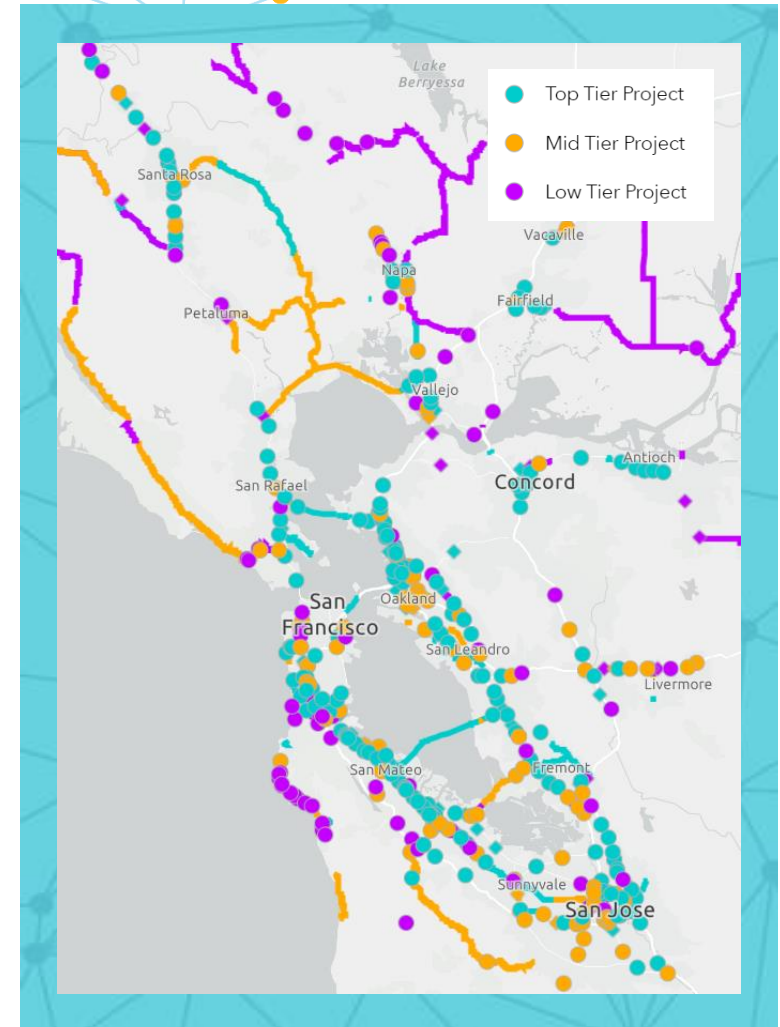 Lake
Berryessa
Top Tier Project
Mid Tier Project
Low Tier Project
Santa Rosa
Vacaville
Napa
Fairfield
Petaluma
Vallejo
Antioch
San Rafael
Concord
San
Francisco
Oakland
San Leandro
Livermore
San Mateo
Fremont
Sunnyvale
San Jose